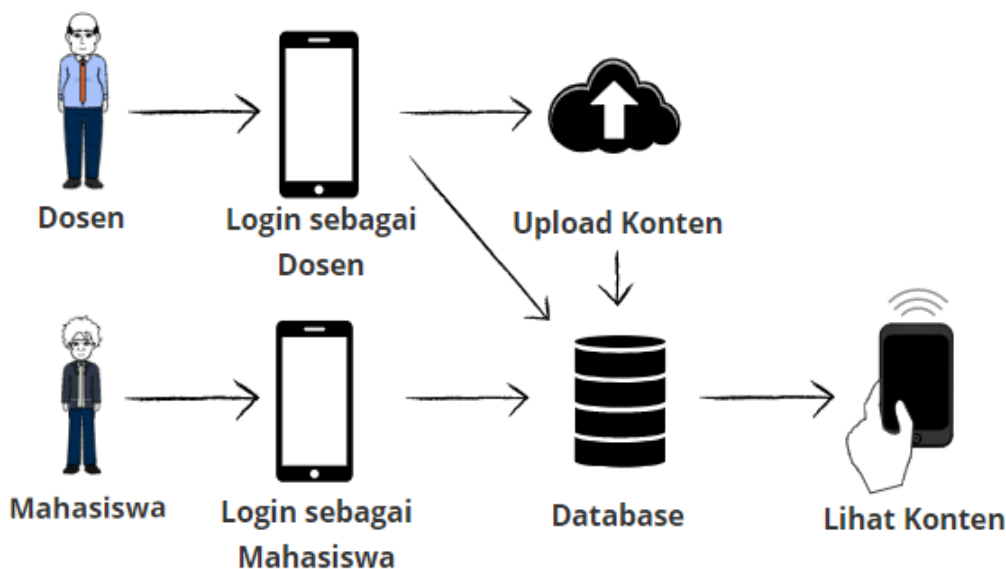 Dosen
Login sebagai
Dosen
Upload Konten
Mahasiswa
Login sebagai
Mahasiswa
Database
Lihat Konten